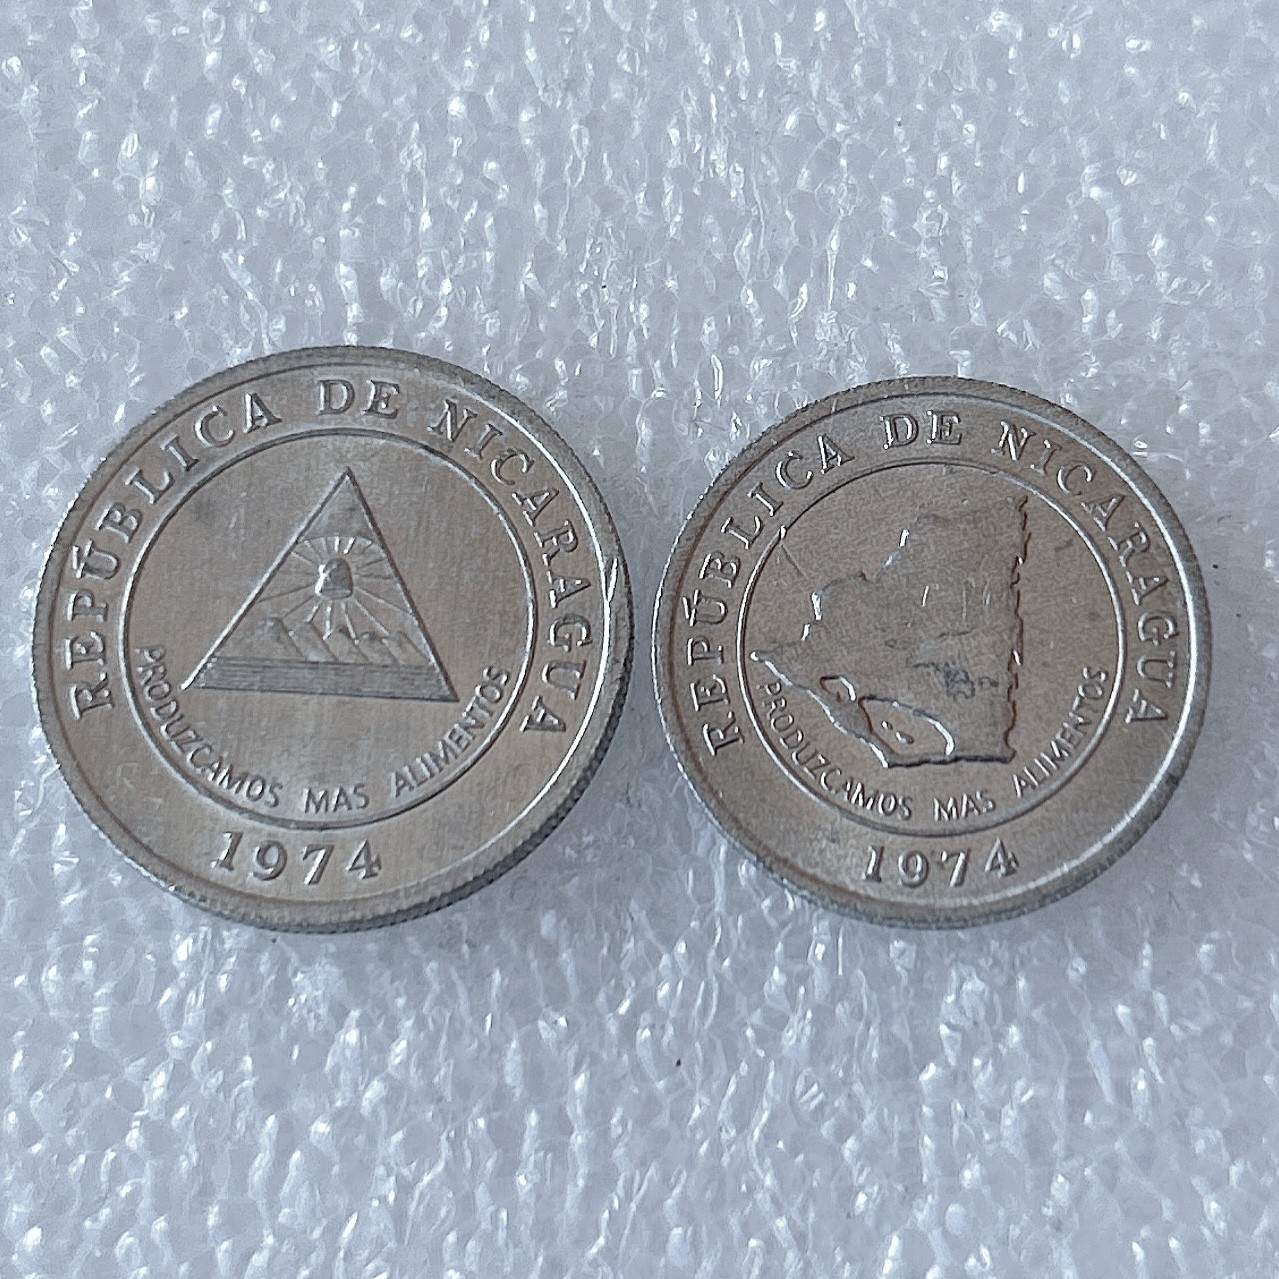 REPÚBLICA DE NICARAGUA
PRODUZCAMOS MAS ALIMENTOS
1974
REPÚBLICA DE NICARAGUA
PRODUZCAMOS MAS ALIMENTOS
1974